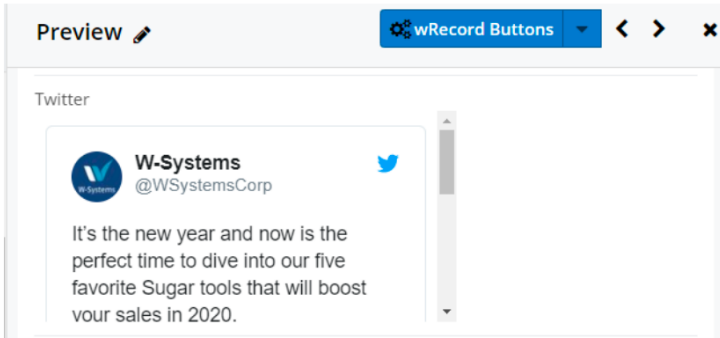 Preview
wRecord Buttons
Twitter
W-Systems
@WSystemsCorp
W-Systems
It's the new year and now is the
perfect time to dive into our five
favorite Sugar tools that will boost
your sales in 2020.